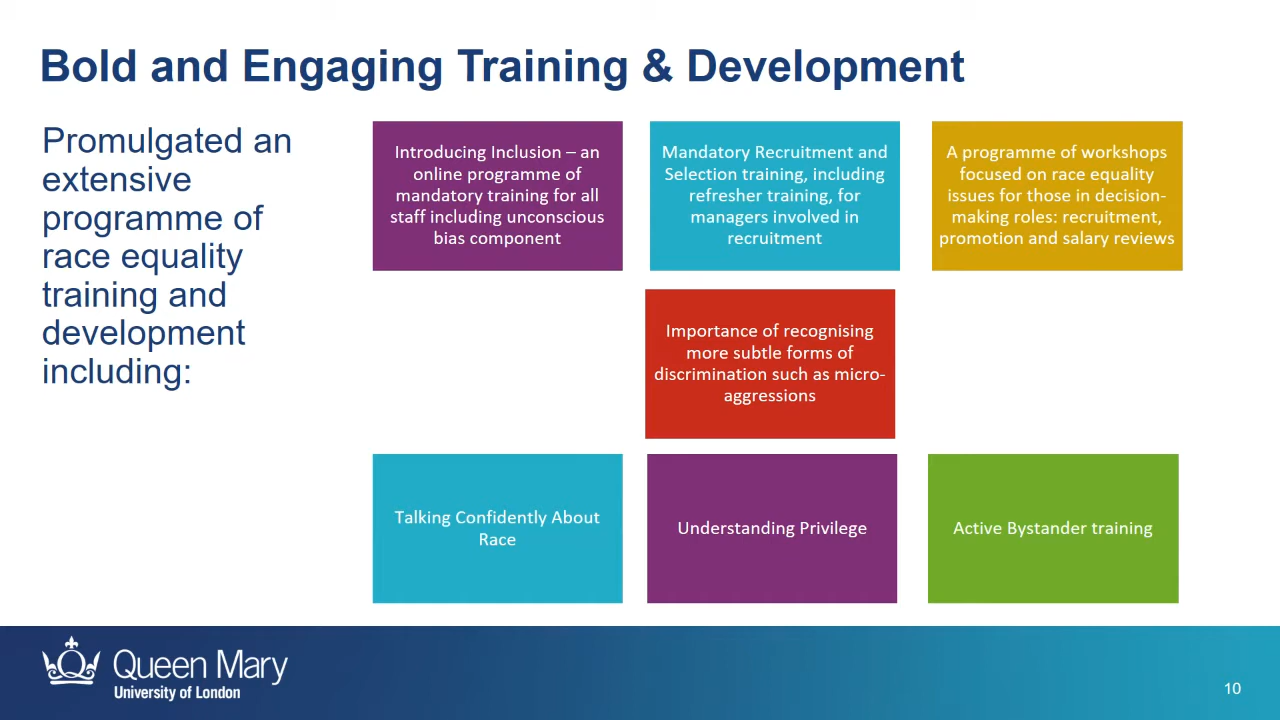 Bold and Engaging Training & Development
Promulgated an
extensive
programme of
race equality
training and
development
including:
Introducing Inclusion – an
online programme of
mandatory training for all
staff including unconscious
bias component
Mandatory Recruitment and
Selection training, including
refresher training, for
managers involved in
recruitment
A programme of workshops
focused on race equality
issues for those in decision-
making roles: recruitment,
promotion and salary reviews
Importance of recognising
more subtle forms of
discrimination such as micro-
aggressions
Talking Confidently About
Race
Understanding Privilege
Active Bystander training
Queen Mary
University of London
10